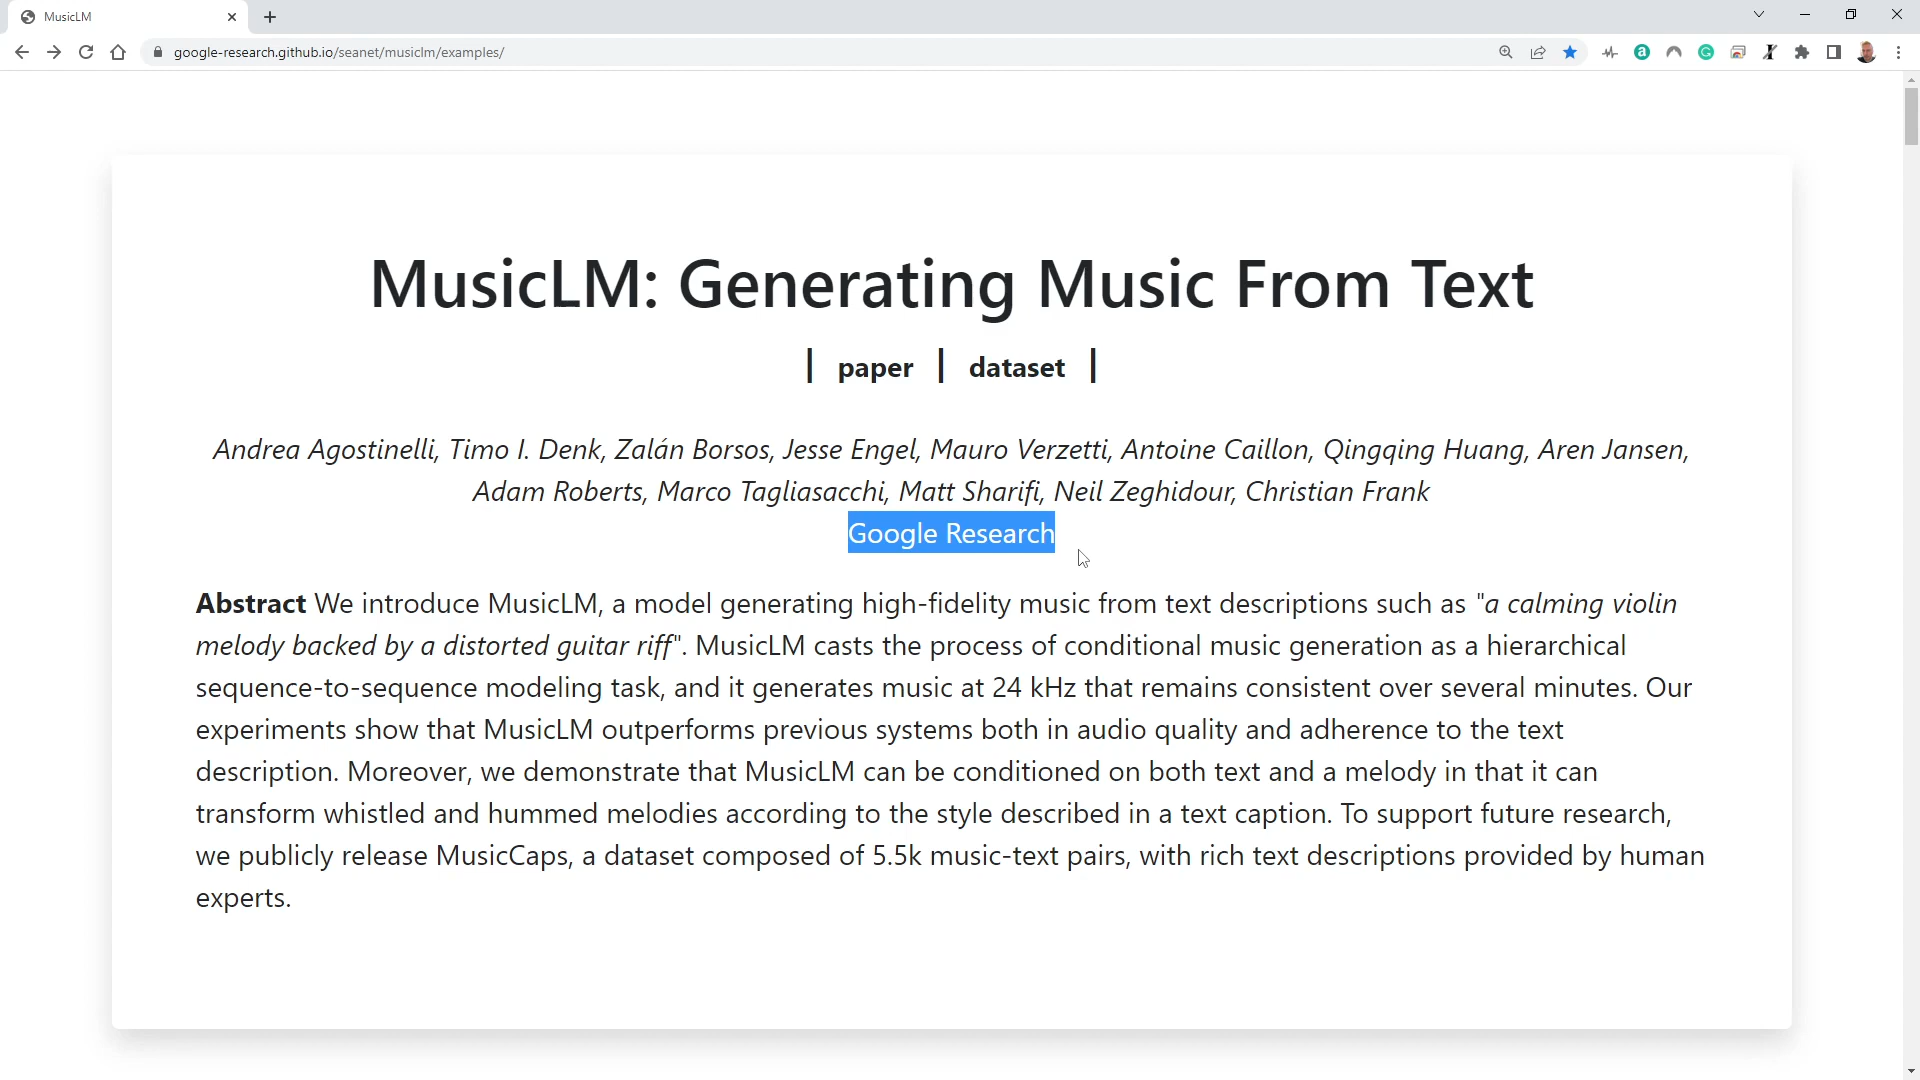 MusicLM
google-research.github.io/seanet/musiclm/examples/
MusicLM: Generating Music From Text
| paper | dataset |
Andrea Agostinelli, Timo I. Denk, Zalán Borsos, Jesse Engel, Mauro Verzetti, Antoine Caillon, Qingqing Huang, Aren Jansen,
Adam Roberts, Marco Tagliasacchi, Matt Sharifi, Neil Zeghidour, Christian Frank
Google Research
Abstract We introduce MusicLM, a model generating high-fidelity music from text descriptions such as "a calming violin
melody backed by a distorted guitar riff". MusicLM casts the process of conditional music generation as a hierarchical
sequence-to-sequence modeling task, and it generates music at 24 kHz that remains consistent over several minutes. Our
experiments show that MusicLM outperforms previous systems both in audio quality and adherence to the text
description. Moreover, we demonstrate that MusicLM can be conditioned on both text and a melody in that it can
transform whistled and hummed melodies according to the style described in a text caption. To support future research,
we publicly release MusicCaps, a dataset composed of 5.5k music-text pairs, with rich text descriptions provided by human
experts.